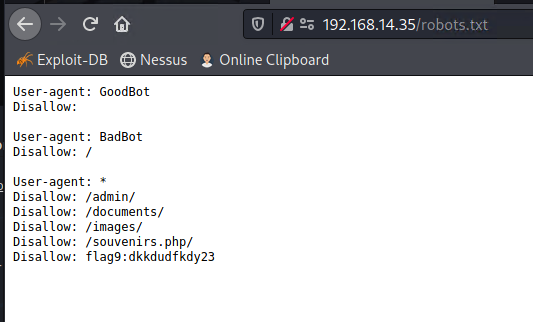 192.168.14.35/robots.txt
Exploit-DB Nessus Online Clipboard
User-agent: GoodBot
Disallow:
User-agent: BadBot
Disallow: /
User-agent: *
Disallow: /admin/
Disallow: /documents/
Disallow: /images/
Disallow: /souvenirs.php/
Disallow: flag9:dkkdudfkdy23